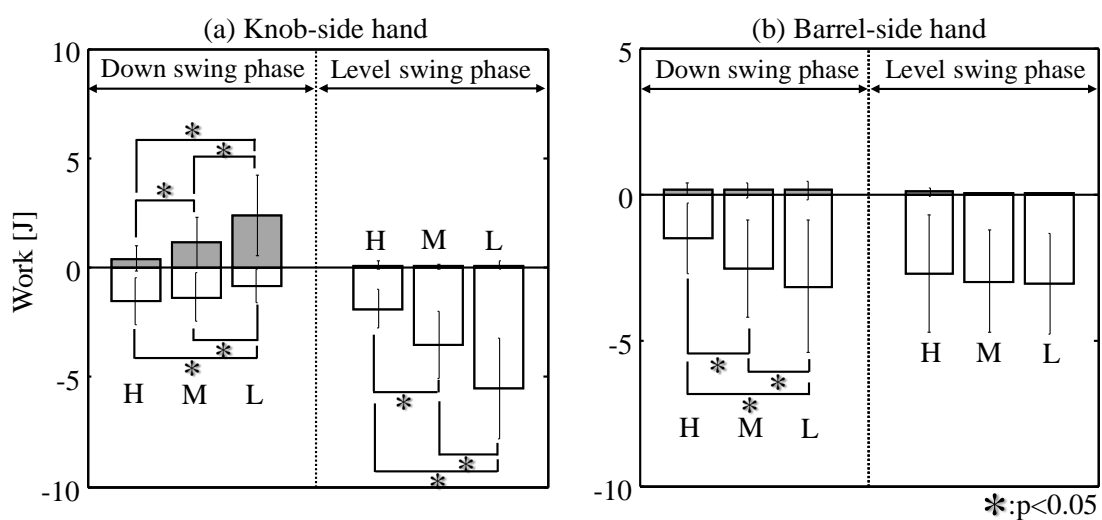 (a) Knob-side hand
(b) Barrel-side hand
10
Down swing phase
Level swing phase
5
0
-5
-10
Work [J]
*
*
*
H
M
L
*
*
H
M
L
*
*
*
5
Down swing phase
Level swing phase
0
-5
-10
*
*
*
H
M
L
H
M
L
*:p<0.05